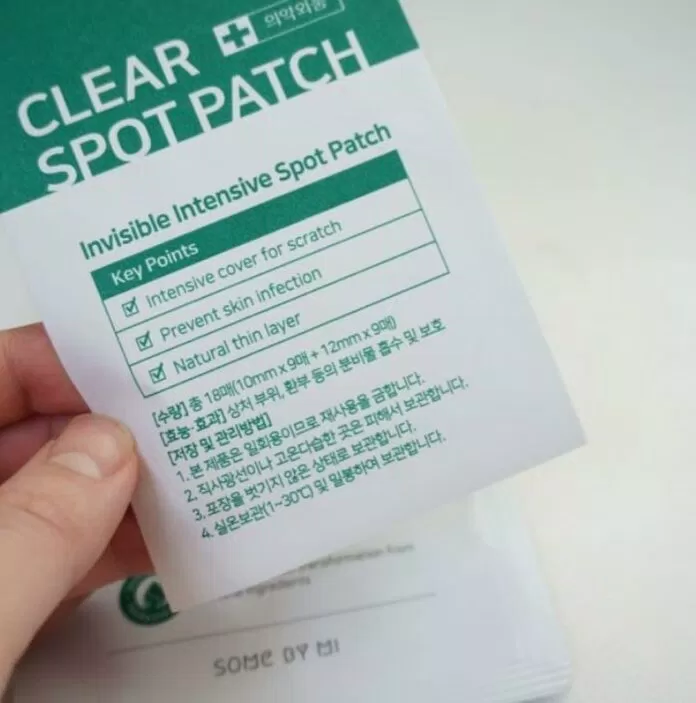 CLEAR
의약외품
SPOT PATCH
Invisible Intensive Spot Patch
Key Points
Intensive cover for scratch
Prevent skin infection
Natural thin layer
[수량] 총 18매(10mm x 9매 + 12mm x 9매)
[효능·효과] 상처 부위, 환부 등의 분비물 흡수 및 보호
[저장 및 관리방법]
1. 본 제품은 일회용이므로 재사용을 금합니다.
2. 직사광선이나 고온다습한 곳은 피해서 보관합니다.
3. 포장을 벗기지 않은 상태로 보관합니다.
4. 실온보관(1~30℃) 및 밀봉하여 보관합니다.
from
ingredients
SOME BY MI